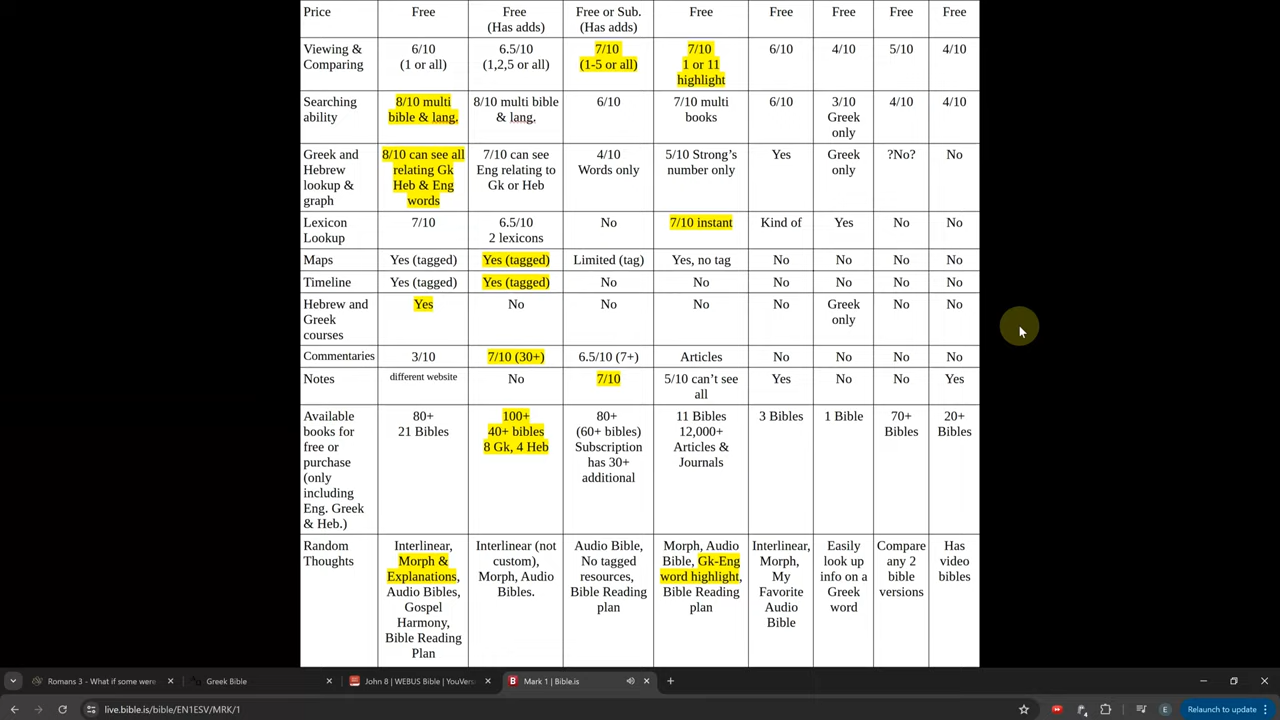 Price Free Free Free or Sub. Free Free Free Free Free
(Has adds) (Has adds)
Viewing & 6/10 6.5/10 7/10 7/10 6/10 4/10 5/10 4/10
Comparing (1 or all) (1,2,5 or all) (1-5 or all) 1 or 11
highlight
Searching 8/10 multi 8/10 multi bible 6/10 7/10 multi 6/10 3/10 4/10 4/10
ability bible & lang. & lang. books Greek
only
Greek and 8/10 can see all 7/10 can see 4/10 5/10 Strong’s Yes Greek ?No? No
Hebrew relating Gk Eng relating to Words only number only only
lookup & Heb & Eng Gk or Heb
graph words
Lexicon 7/10 6.5/10 No 7/10 instant Kind of Yes No No
Lookup 2 lexicons
Maps Yes (tagged) Yes (tagged) Limited (tag) Yes, no tag No No No No
Timeline Yes (tagged) Yes (tagged) No No No No No No
Hebrew and Yes No No No No Greek No No
Greek only
courses
Commentaries 3/10 7/10 (30+) 6.5/10 (7+) Articles No No No No
Notes different website No 7/10 5/10 can’t see Yes No No Yes
all
Available 80+ 100+ 80+ 11 Bibles 3 Bibles 1 Bible 70+ 20+
books for 21 Bibles 40+ bibles (60+ bibles) 12,000+ Bibles Bibles
free or 8 Gk, 4 Heb Subscription Articles &
purchase has 30+ Journals
(only additional
including
Eng. Greek
& Heb.)
Random Interlinear, Interlinear (not Audio Bible, Morph, Audio Interlinear, Easily Compare Has
Thoughts Morph & custom), No tagged Bible, Gk-Eng Morph, look up any 2 video
Explanations, Morph, Audio resources, word highlight, My info on a bible bibles
Audio Bibles, Bibles. Bible Reading Bible Reading Favorite Greek versions
Gospel plan plan Audio word
Harmony, Bible
Bible Reading
Plan
Romans 3 - What if some were Greek Bible John 8 | WEBUS Bible | YouVers Mark 1 | Bible.is
live.bible.is/bible/EN1ESV/MRK/1 E Relaunch to update